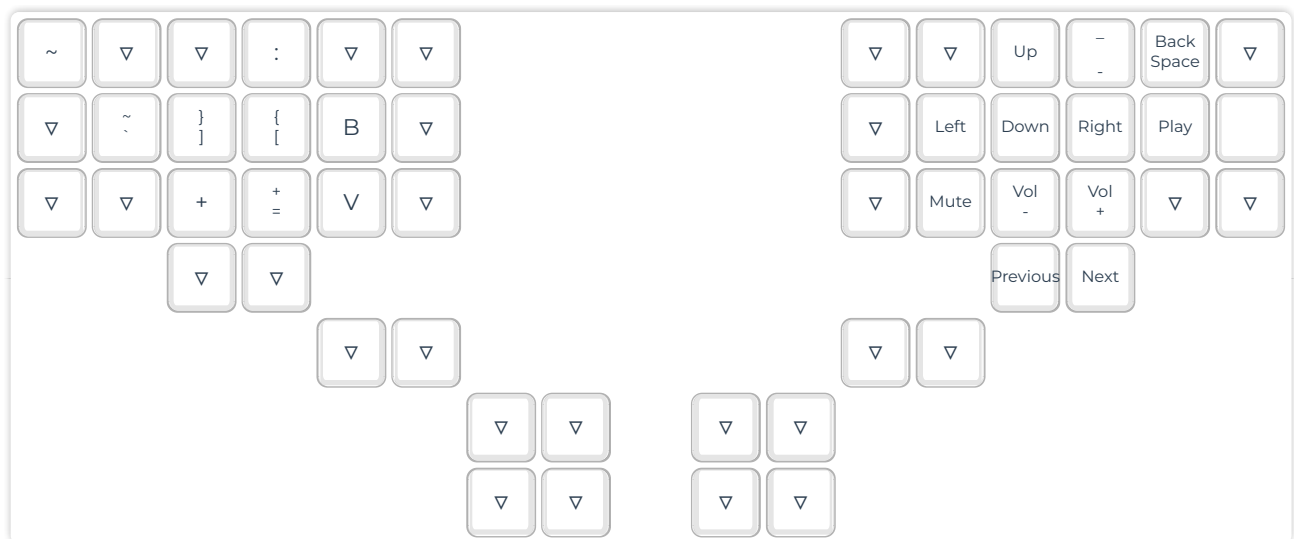 ~ ▽ ▽ : ▽ ▽ ▽ ▽ Up _ - Back Space ▽
▽ ~ ` } ] { [ B ▽ ▽ Left Down Right Play
▽ ▽ + + = V ▽ ▽ Mute Vol - Vol + ▽ ▽
▽ ▽ Previous Next
▽ ▽ ▽ ▽
▽ ▽ ▽ ▽
▽ ▽ ▽ ▽